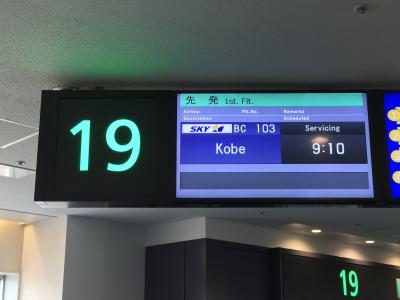 19
先発 1st. Flt.
Airline Flt.No. Remarks
Destination Scheduled
SKY BC 103 Servicing
Kobe 9:10
19